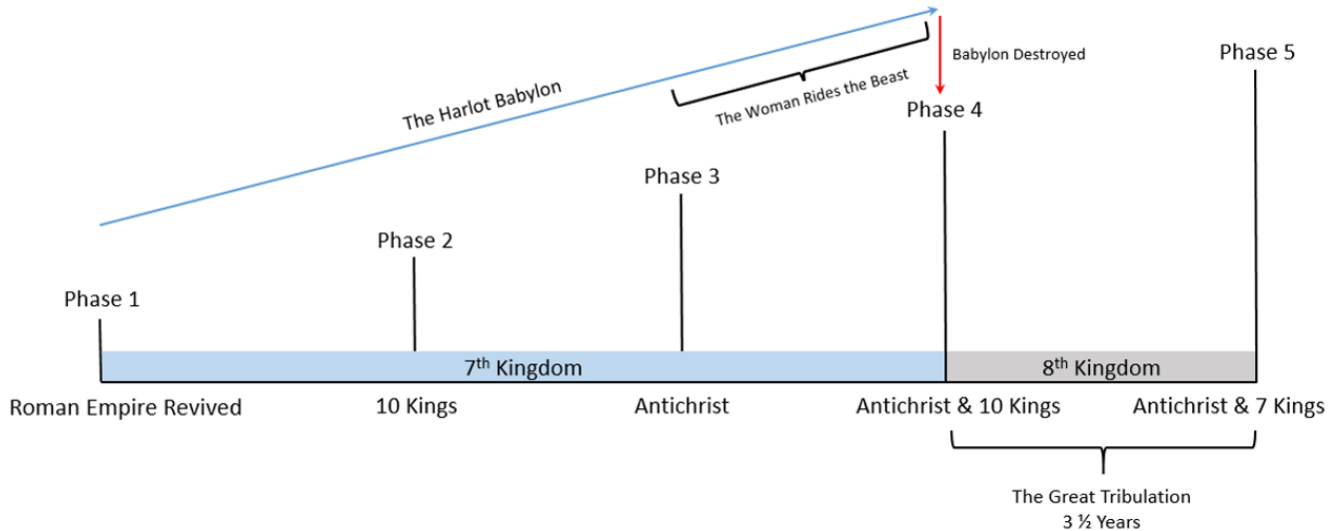 The Harlot Babylon
The Woman Rides the Beast
Babylon Destroyed
Phase 5
Phase 4
Phase 3
Phase 2
Phase 1
7th Kingdom
8th Kingdom
Roman Empire Revived
10 Kings
Antichrist
Antichrist & 10 Kings
Antichrist & 7 Kings
The Great Tribulation
3 ½ Years